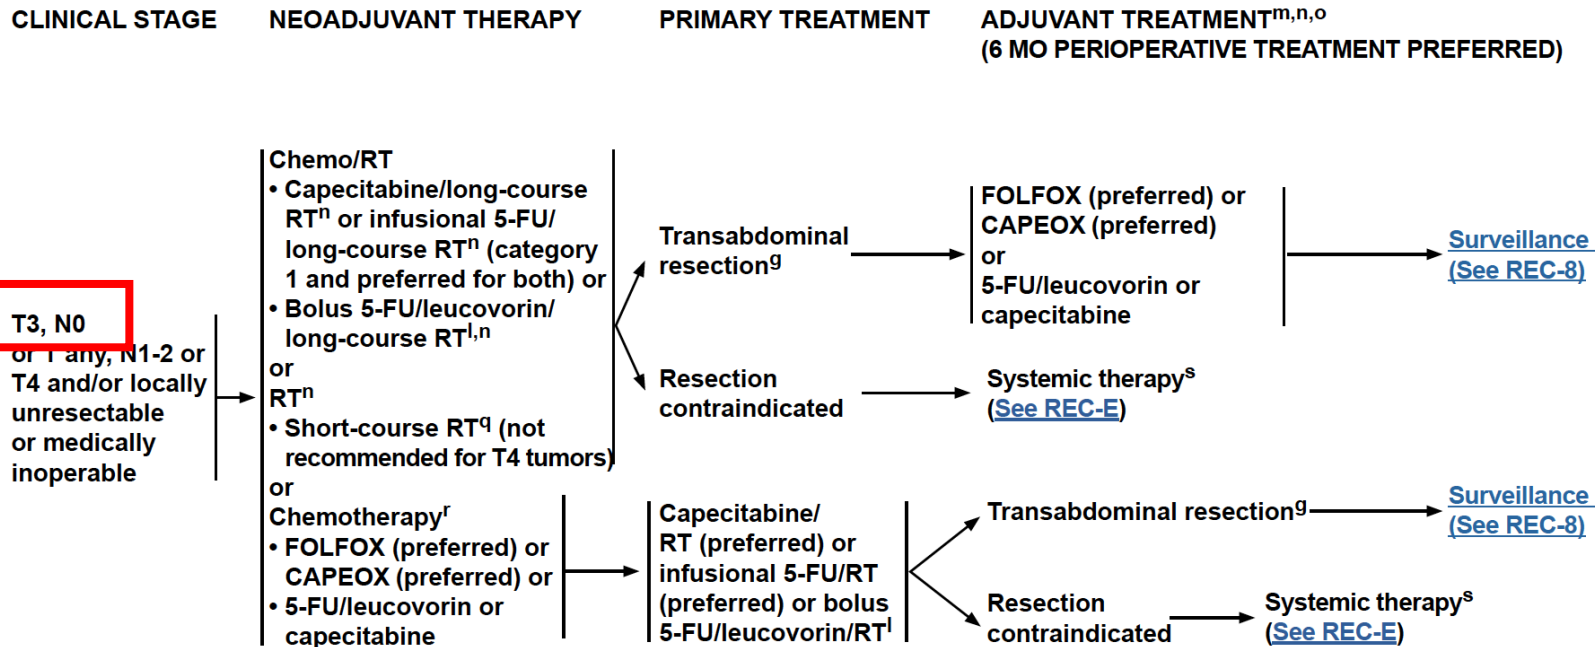 CLINICAL STAGE
NEOADJUVANT THERAPY
PRIMARY TREATMENT
ADJUVANT TREATMENTm,n,o
(6 MO PERIOPERATIVE TREATMENT PREFERRED)
T3, N0
or T any, N1-2 or
T4 and/or locally
unresectable
or medically
inoperable
Chemo/RT
• Capecitabine/long-course
RTn or infusional 5-FU/
long-course RTn (category
1 and preferred for both) or
• Bolus 5-FU/leucovorin/
long-course RTl,n
or
RTn
• Short-course RTq (not
recommended for T4 tumors)
or
Chemotherapyr
• FOLFOX (preferred) or
CAPEOX (preferred) or
• 5-FU/leucovorin or
capecitabine
Transabdominal
resectiong
Resection
contraindicated
FOLFOX (preferred) or
CAPEOX (preferred)
or
5-FU/leucovorin or
capecitabine
Surveillance
(See REC-8)
Systemic therapys
(See REC-E)
Capecitabine/
RT (preferred) or
infusional 5-FU/RT
(preferred) or bolus
5-FU/leucovorin/RTl
Transabdominal resectiong
Surveillance
(See REC-8)
Resection
contraindicated
Systemic therapys
(See REC-E)